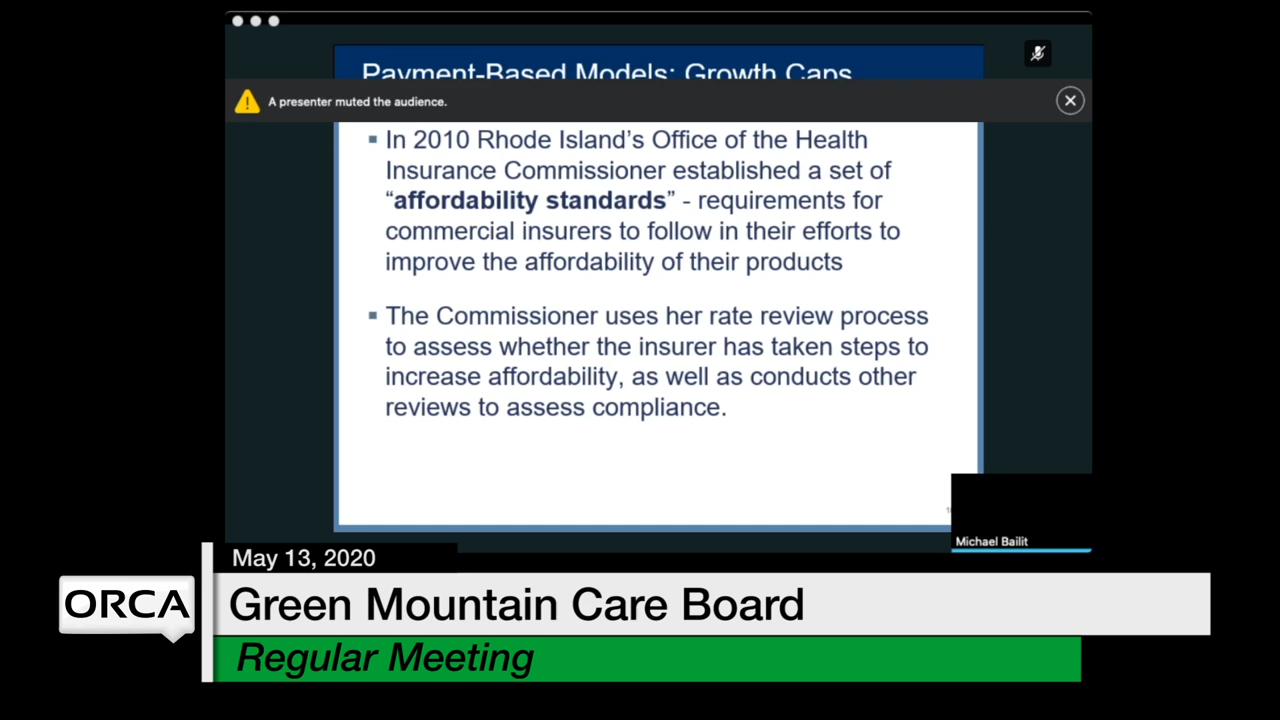 Payment-Based Models: Growth Caps
A presenter muted the audience.
▪ In 2010 Rhode Island’s Office of the Health
Insurance Commissioner established a set of
“affordability standards” - requirements for
commercial insurers to follow in their efforts to
improve the affordability of their products
▪ The Commissioner uses her rate review process
to assess whether the insurer has taken steps to
increase affordability, as well as conducts other
reviews to assess compliance.
Michael Bailit
May 13, 2020
ORCA
Green Mountain Care Board
Regular Meeting